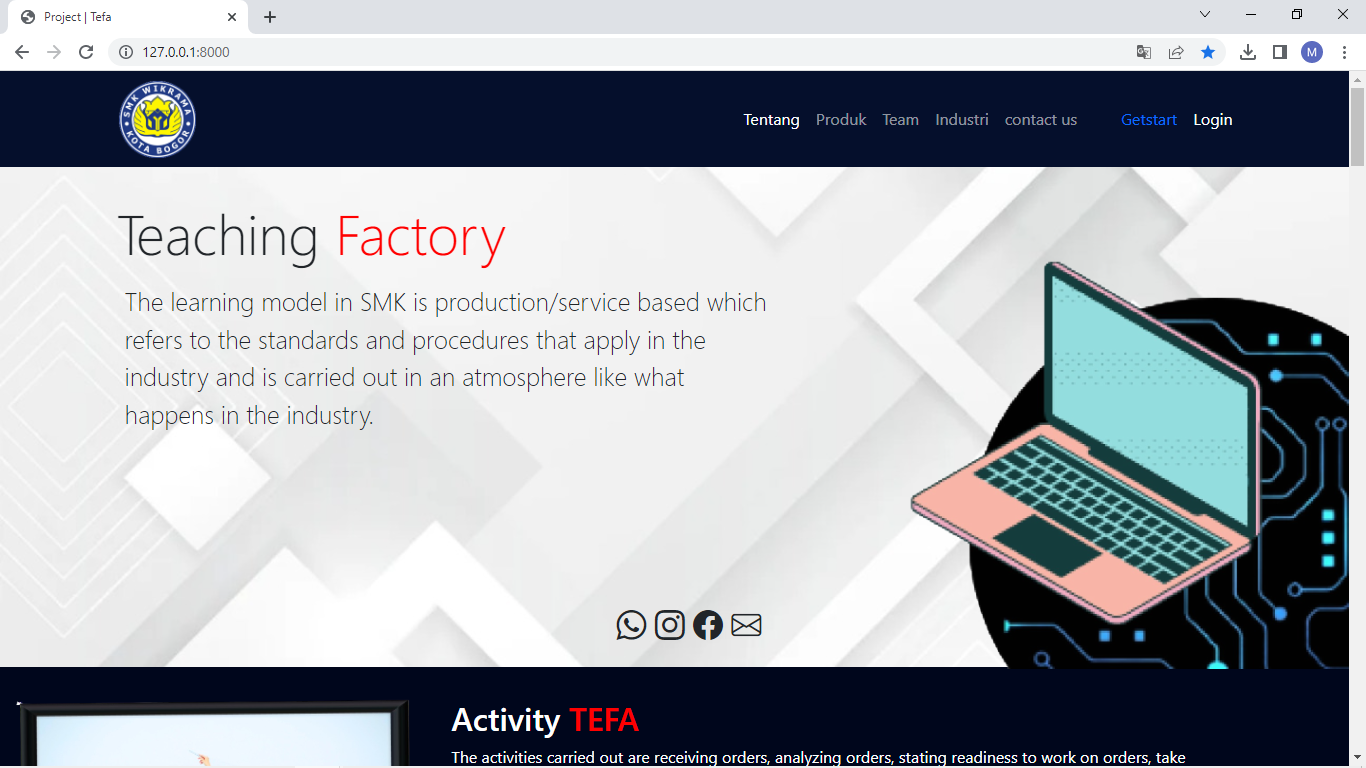 Project | Tefa
127.0.0.1:8000
M
SMK WIKRAMA
KOTA BOGOR
Tentang Produk Team Industri contact us Getstart Login
Teaching Factory
The learning model in SMK is production/service based which
refers to the standards and procedures that apply in the
industry and is carried out in an atmosphere like what
happens in the industry.
Activity TEFA
The activities carried out are receiving orders, analyzing orders, stating readiness to work on orders, take